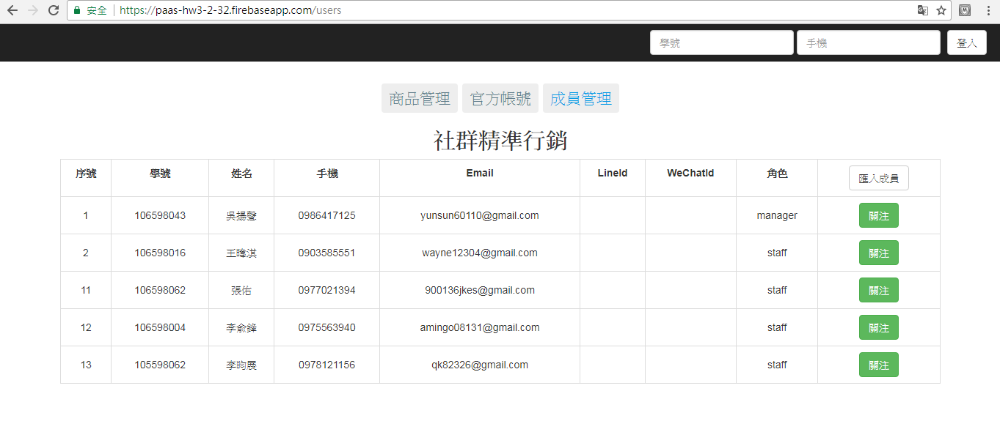 安全 https://paas-hw3-2-32.firebaseapp.com/users
學號 手機 登入
商品管理 官方帳號 成員管理
社群精準行銷
序號 學號 姓名 手機 Email LineId WeChatId 角色 匯入成員
1 106598043 吳揚聲 0986417125 yunsun60110@gmail.com manager 關注
2 106598016 王暐淇 0903585551 wayne12304@gmail.com staff 關注
11 106598062 張佑 0977021394 900136jkes@gmail.com staff 關注
12 106598004 李俞鋒 0975563940 amingo08131@gmail.com staff 關注
13 105598062 李昀展 0978121156 qk82326@gmail.com staff 關注